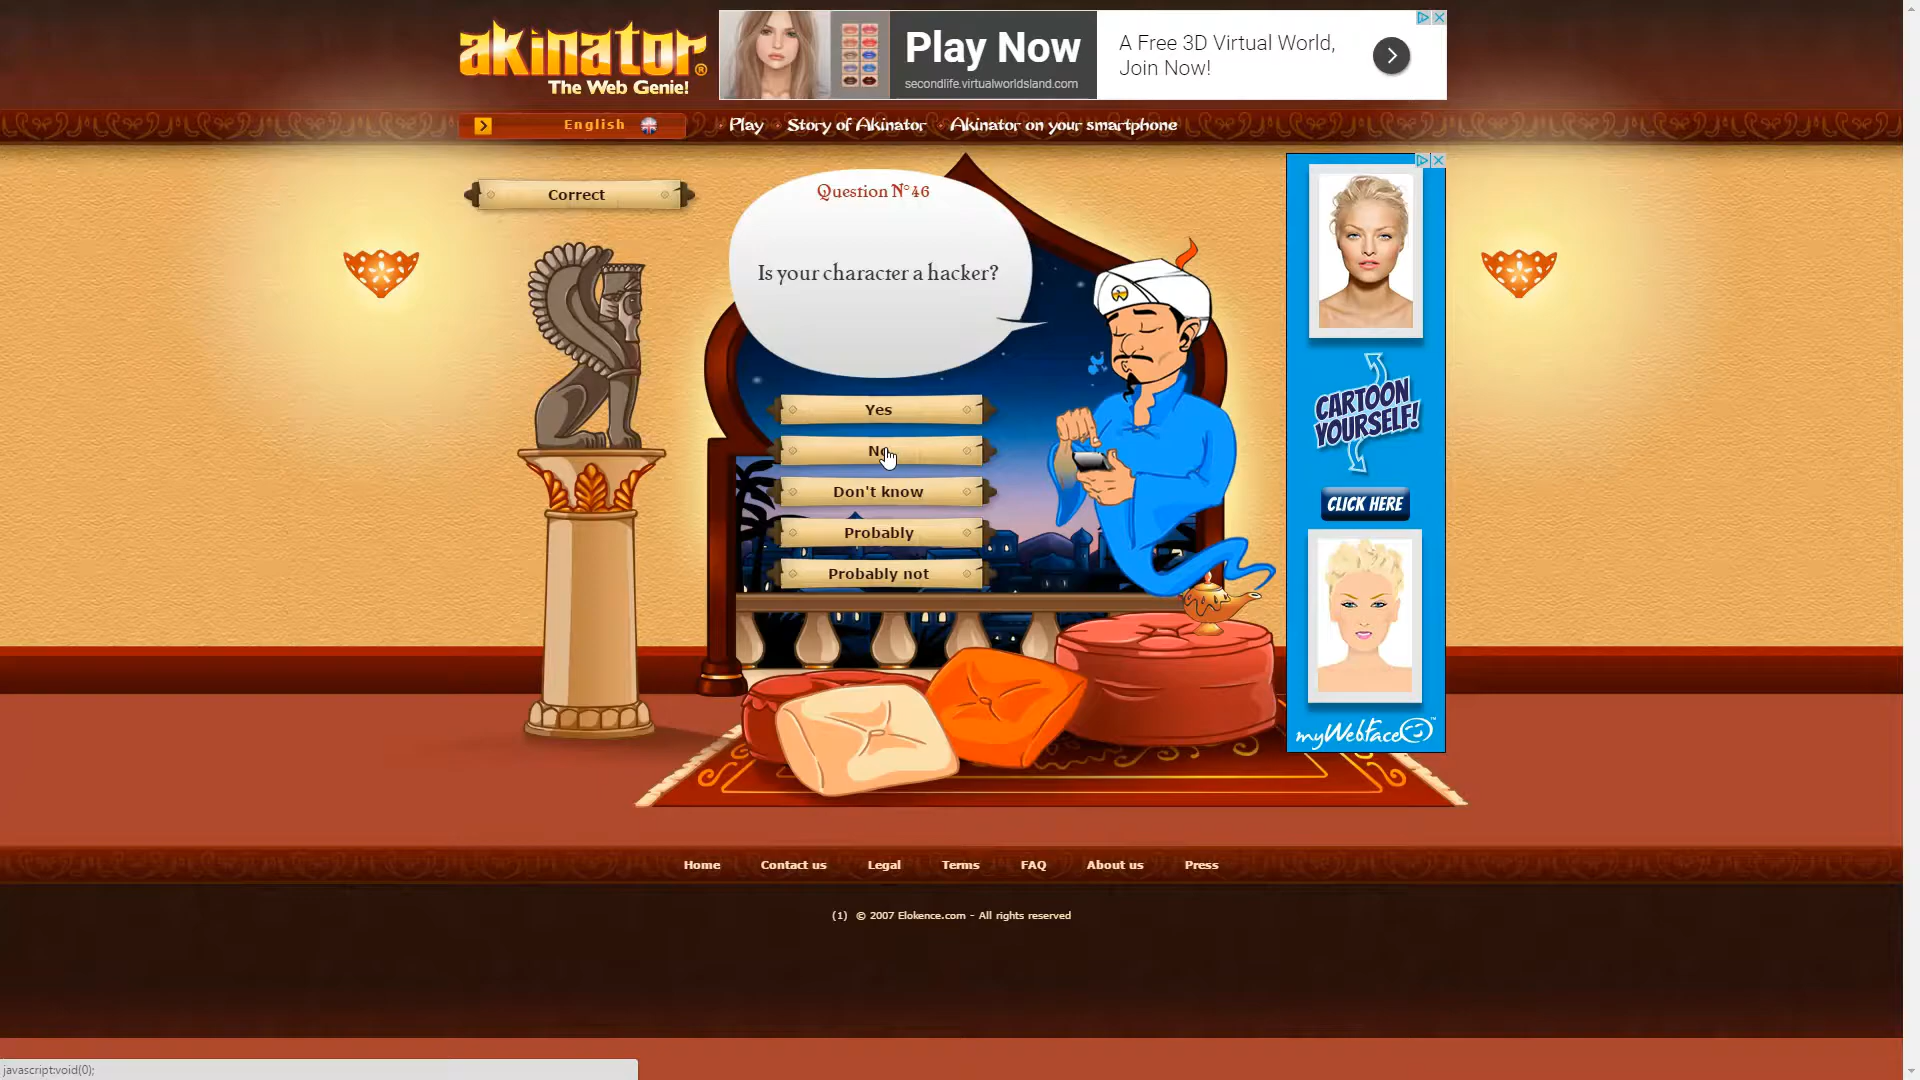 akinator®
The Web Genie!
Play Now
secondlife.virtualworldsland.com
A Free 3D Virtual World,
Join Now!
English
Play
Story of Akinator
Akinator on your smartphone
Correct
Question N°46
Is your character a hacker?
Yes
No
Don't know
Probably
Probably not
CARTOON
YOURSELF!
CLICK HERE
myWebFace™
Home
Contact us
Legal
Terms
FAQ
About us
Press
(1) © 2007 Elokence.com - All rights reserved
javascript:void(0);